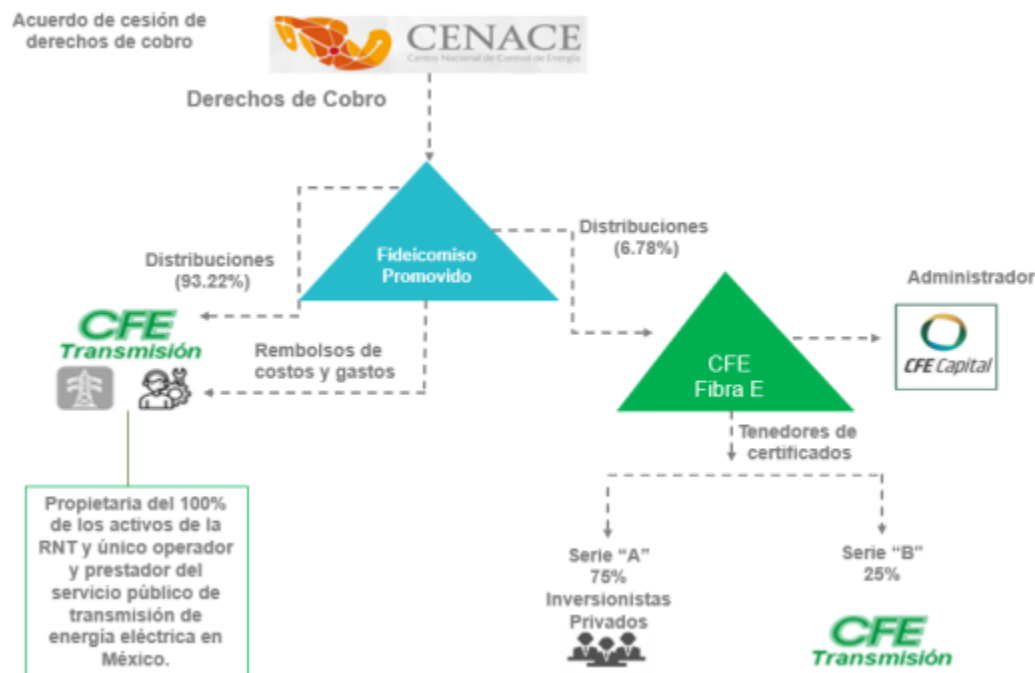 Acuerdo de cesión de
derechos de cobro
CENACE
Centro Nacional de Control de Energía
Derechos de Cobro
Fideicomiso
Promovido
Distribuciones
(6.78%)
Distribuciones
(93.22%)
Administrador
CFE Capital
CFE
Transmisión
Rembolsos de
costos y gastos
CFE
Fibra E
Tenedores de
certificados
Propietaria del 100%
de los activos de la
RNT y único operador
y prestador del
servicio público de
transmisión de
energía eléctrica en
México.
Serie “A”
75%
Inversionistas
Privados
Serie “B”
25%
CFE
Transmisión